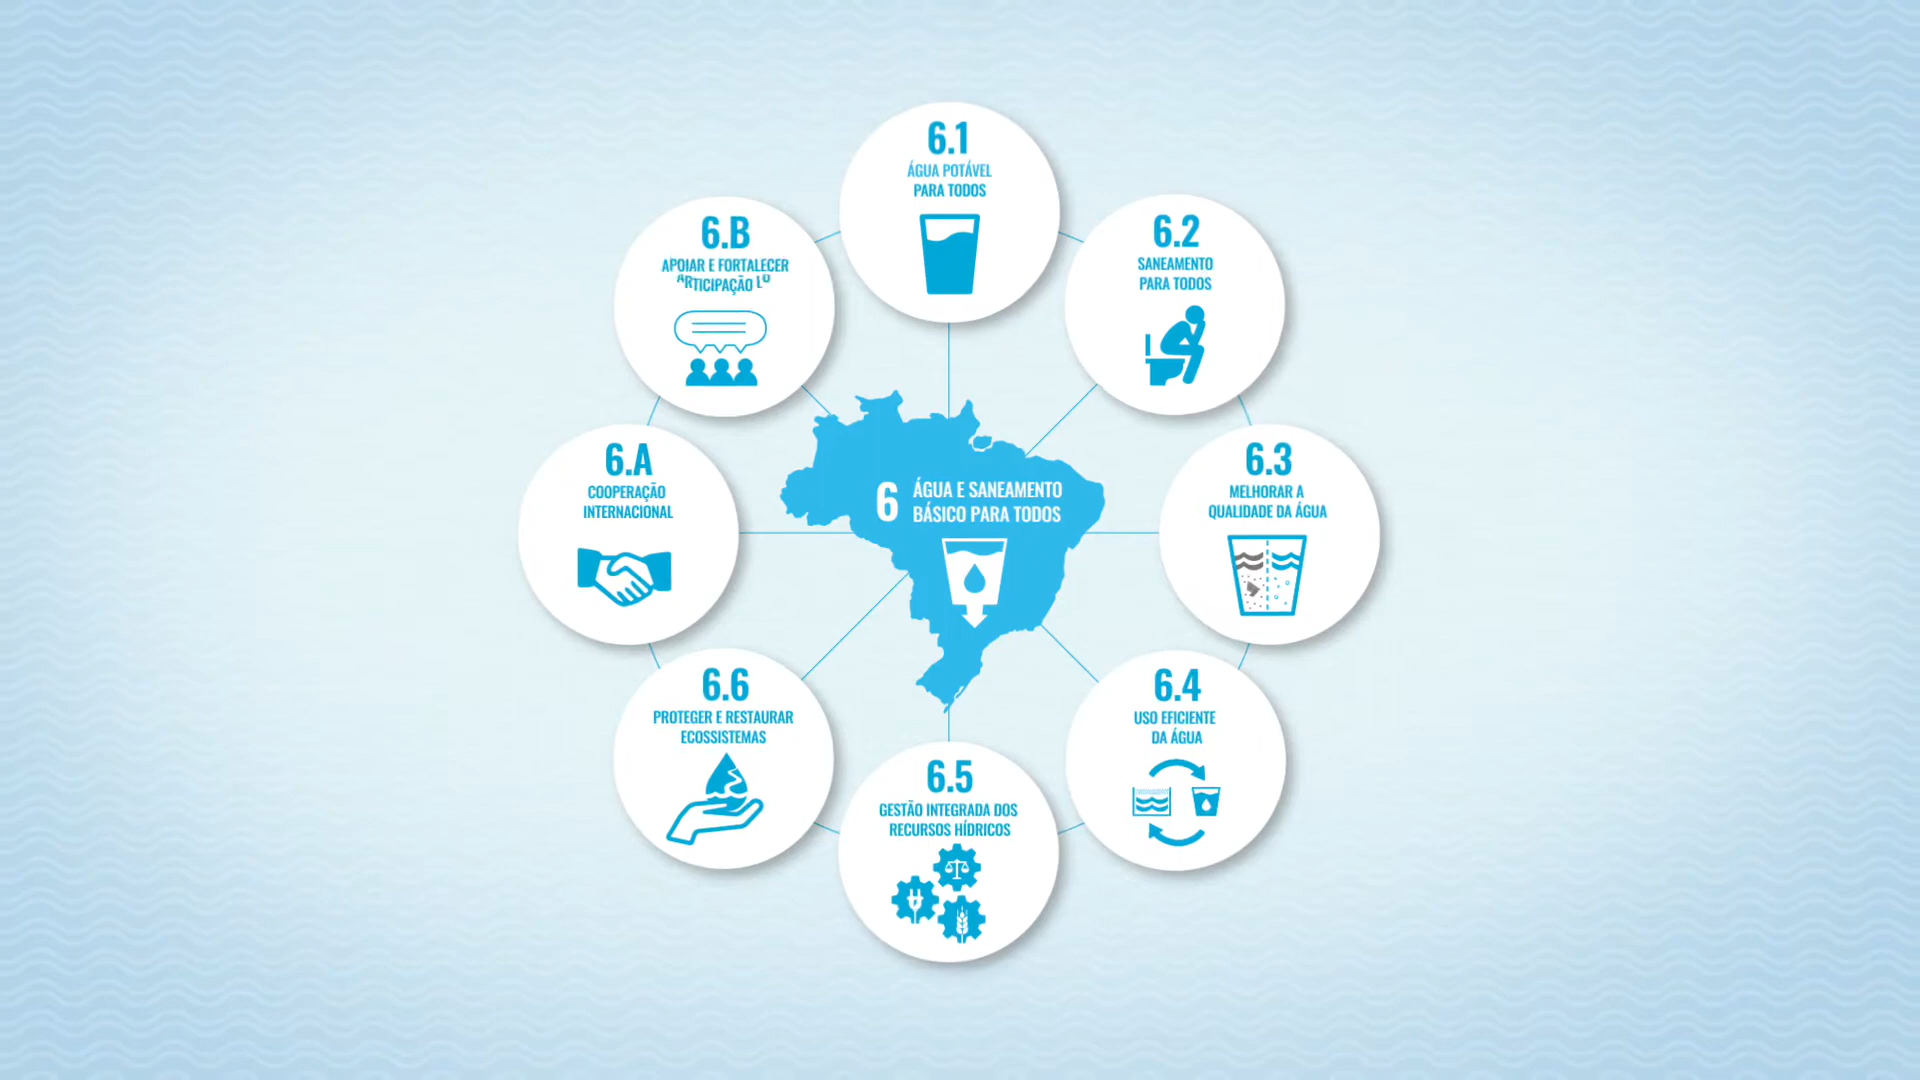 6.1
ÁGUA POTÁVEL
PARA TODOS
6.2
SANEAMENTO
PARA TODOS
6.3
MELHORAR A
QUALIDADE DA ÁGUA
6.4
USO EFICIENTE
DA ÁGUA
6.5
GESTÃO INTEGRADA DOS
RECURSOS HÍDRICOS
6.6
PROTEGER E RESTAURAR
ECOSSISTEMAS
6.A
COOPERAÇÃO
INTERNACIONAL
6.B
APOIAR E FORTALECER
ARTICIPAÇÃO
6
ÁGUA E SANEAMENTO
BÁSICO PARA TODOS